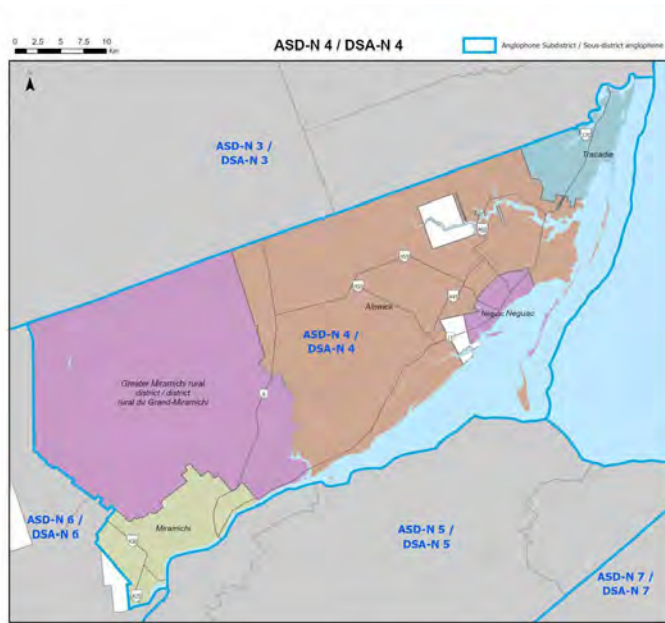 0 2.5 5 7.5 10
Km
ASD-N 4 / DSA-N 4
Anglophone Subdistrict / Sous-district anglophone
N
ASD-N 3 /
DSA-N 3
Tracadie
Alnwick
Neguac
ASD-N 4 /
DSA-N 4
Greater Miramichi rural
district / district
rural du Grand-Miramichi
8
Miramichi
ASD-N 6 /
DSA-N 6
ASD-N 5 /
DSA-N 5
ASD-N 7 /
DSA-N 7